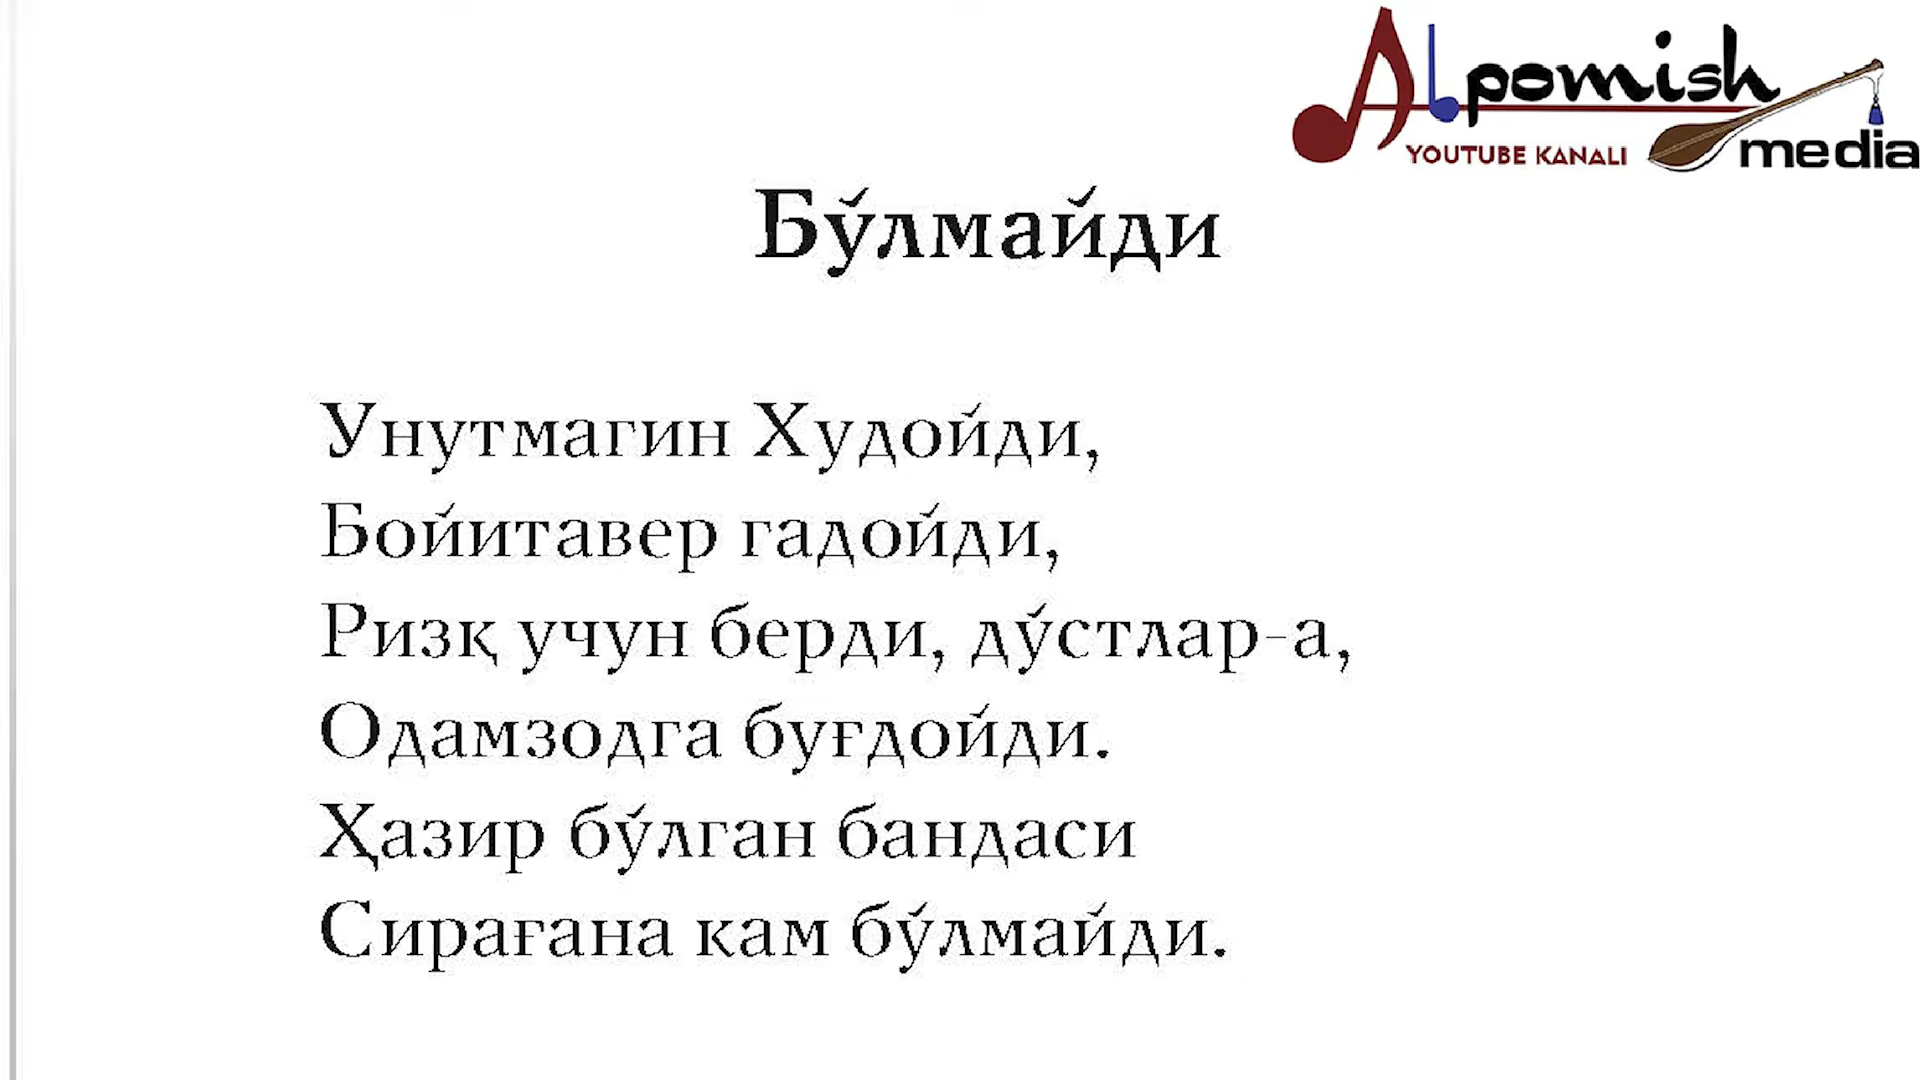 Alpomish
YOUTUBE KANALI
media
Бўлмайди
Унутмагин Худойди,
Бойитавер гадойди,
Ризқ учун берди, дўстлар-а,
Одамзодга буғдойди.
Ҳазир бўлган бандаси
Сирағана кам бўлмайди.